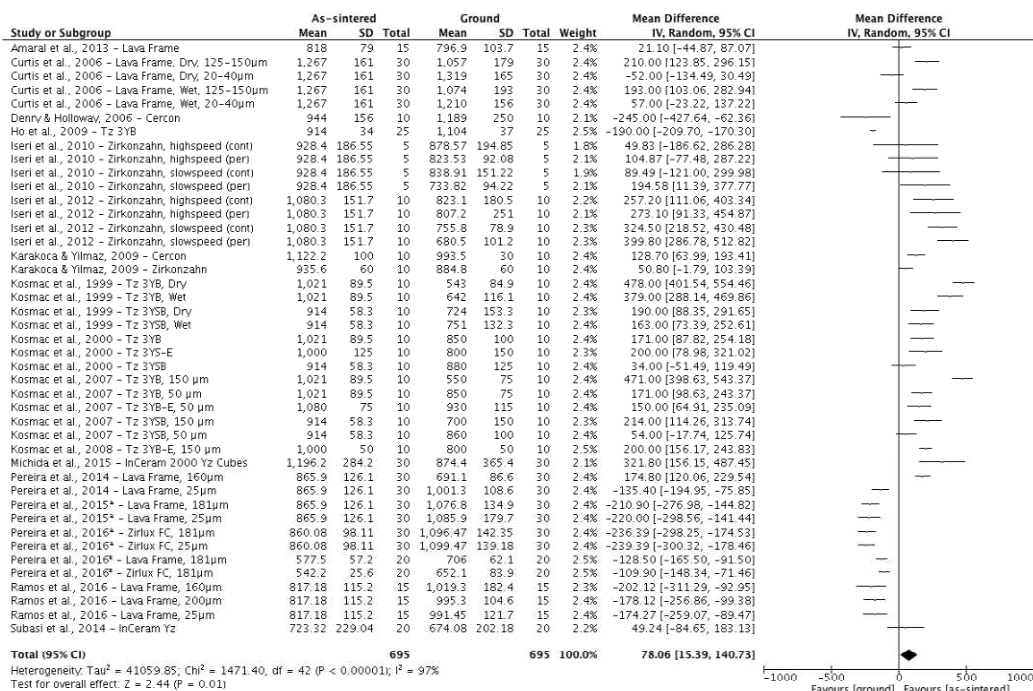 As-sintered Ground Mean Difference Mean Difference
Study or Subgroup Mean SD Total Mean SD Total Weight IV, Random, 95% CI IV, Random, 95% CI
Amaral et al., 2013 – Lava Frame 818 79 15 796.9 103.7 15 2.4% 21.10 [-44.87, 87.07]
Curtis et al. 2006 – Lava Frame, Dry, 125-150µm 1,267 161 30 1,057 179 30 2.4% 210.00 [123.85, 296.15]
Curtis et al. 2006 – Lava Frame, Dry, 20-40µm 1,267 161 30 1,319 165 30 2.4% -52.00 [-134.49, 30.49]
Curtis et al. 2006 – Lava Frame, Wet, 125-150µm 1,267 161 30 1,074 193 30 2.4% 193.00 [103.06, 282.94]
Curtis et al. 2006 – Lava Frame, Wet, 20-40µm 1,267 161 30 1,210 156 30 2.4% 57.00 [-23.22, 137.22]
Denry & Holloway, 2006 – Cercon 944 156 10 1,189 250 10 2.1% -245.00 [-427.64, -62.36]
Ho et al., 2009 – Tz 3YB 914 34 25 1,104 37 25 2.5% -190.00 [-209.70, -170.30]
Iseri et al., 2010 – Zirkonzahn, highspeed (cont) 928.4 186.55 5 878.57 194.85 5 1.8% 49.83 [-186.62, 286.28]
Iseri et al., 2010 – Zirkonzahn, highspeed (per) 928.4 186.55 5 823.53 92.08 5 2.1% 104.87 [-77.48, 287.22]
Iseri et al., 2010 – Zirkonzahn, slowspeed (cont) 928.4 186.55 5 838.91 151.22 5 1.9% 89.49 [-121.00, 299.98]
Iseri et al., 2010 – Zirkonzahn, slowspeed (per) 928.4 186.55 5 733.82 94.22 5 2.1% 194.58 [11.39, 377.77]
Iseri et al., 2012 – Zirkonzahn, highspeed (cont) 1,080.3 151.7 10 823.1 180.5 10 2.2% 257.20 [111.06, 403.34]
Iseri et al., 2012 – Zirkonzahn, highspeed (per) 1,080.3 151.7 10 807.2 251 10 2.1% 273.10 [91.33, 454.87]
Iseri et al., 2012 – Zirkonzahn, slowspeed (cont) 1,080.3 151.7 10 755.8 78.9 10 2.3% 324.50 [218.52, 430.48]
Iseri et al., 2012 – Zirkonzahn, slowspeed (per) 1,080.3 151.7 10 680.5 101.2 10 2.3% 399.80 [286.78, 512.82]
Karakoca & Yilmaz, 2009 – Cercon 1,122.2 100 10 993.5 30 10 2.4% 128.70 [63.99, 193.41]
Karakoca & Yilmaz, 2009 – Zirkonzahn 935.6 60 10 884.8 60 10 2.4% 50.80 [-1.79, 103.39]
Kosmac et al., 1999 – Tz 3YB, Dry 1,021 89.5 10 543 84.9 10 2.4% 478.00 [401.54, 554.46]
Kosmac et al., 1999 – Tz 3YB, Wet 1,021 89.5 10 642 116.1 10 2.4% 379.00 [288.14, 469.86]
Kosmac et al., 1999 – Tz 3YSB, Dry 914 58.3 10 724 153.3 10 2.3% 190.00 [88.35, 291.65]
Kosmac et al., 1999 – Tz 3YSB, Wet 914 58.3 10 751 132.3 10 2.4% 163.00 [73.39, 252.61]
Kosmac et al., 2000 – Tz 3YB 1,021 89.5 10 850 100 10 2.4% 171.00 [87.82, 254.18]
Kosmac et al., 2000 – Tz 3YS-E 1,000 125 10 800 150 10 2.3% 200.00 [78.98, 321.02]
Kosmac et al., 2000 – Tz 3YSB 914 58.3 10 880 125 10 2.4% 34.00 [-51.49, 119.49]
Kosmac et al., 2007 – Tz 3YB, 150 µm 1,021 89.5 10 550 75 10 2.4% 471.00 [398.63, 543.37]
Kosmac et al., 2007 – Tz 3YB, 50 µm 1,021 89.5 10 850 75 10 2.4% 171.00 [98.63, 243.37]
Kosmac et al., 2007 – Tz 3YB-E, 50 µm 1,080 75 10 930 115 10 2.4% 150.00 [64.91, 235.09]
Kosmac et al., 2007 – Tz 3YSB, 150 µm 914 58.3 10 700 150 10 2.3% 214.00 [114.26, 313.74]
Kosmac et al., 2007 – Tz 3YSB, 50 µm 914 58.3 10 860 100 10 2.4% 54.00 [-17.74, 125.74]
Kosmac et al., 2008 – Tz 3YB-E, 150 µm 1,000 50 10 800 50 10 2.4% 200.00 [156.17, 243.83]
Michida et al., 2015 – InCeram 2000 Yz Cubes 1,196.2 284.2 30 874.4 365.4 30 2.1% 321.80 [156.15, 487.45]
Pereira et al., 2014 – Lava Frame, 160µm 865.9 126.1 30 691.1 86.6 30 2.4% 174.80 [120.06, 229.54]
Pereira et al., 2014 – Lava Frame, 25µm 865.9 126.1 30 1,001.3 108.6 30 2.4% -135.40 [-194.95, -75.85]
Pereira et al., 2015ᴬ – Lava Frame, 181µm 865.9 126.1 30 1,076.8 134.9 30 2.4% -210.90 [-276.98, -144.82]
Pereira et al., 2015ᴬ – Lava Frame, 25µm 865.9 126.1 30 1,085.9 179.7 30 2.4% -220.00 [-298.56, -141.44]
Pereira et al., 2016ᴬ – Zirlux FC, 181µm 860.08 98.11 30 1,096.47 142.35 30 2.4% -236.39 [-298.25, -174.53]
Pereira et al., 2016ᴬ – Zirlux FC, 25µm 860.08 98.11 30 1,099.47 139.18 30 2.4% -239.39 [-300.32, -178.46]
Pereira et al., 2016ᴮ – Lava Frame, 181µm 577.5 57.2 20 706 62.1 20 2.5% -128.50 [-165.50, -91.50]
Pereira et al., 2016ᴮ – Zirlux FC, 181µm 542.2 25.6 20 652.1 83.9 20 2.4% -109.90 [-148.34, -71.46]
Ramos et al., 2016 – Lava Frame, 160µm 817.18 115.2 15 1,019.3 182.4 15 2.3% -202.12 [-311.29, -92.95]
Ramos et al., 2016 – Lava Frame, 200µm 817.18 115.2 15 995.3 104.6 15 2.4% -178.12 [-256.86, -99.38]
Ramos et al., 2016 – Lava Frame, 25µm 817.18 115.2 15 991.45 121.7 15 2.4% -174.27 [-259.07, -89.47]
Subasi et al., 2014 – InCeram Yz 723.32 229.04 20 674.08 202.18 20 2.2% 49.24 [-84.65, 183.13]
Total (95% CI) 695 695 100.0% 78.06 [15.39, 140.73]
Heterogeneity: Tau² = 41059.85; Chi² = 1471.40, df = 42 (P < 0.00001); I² = 97%
Test for overall effect: Z = 2.44 (P = 0.01)
-1000 -500 0 500 1000
Favours [ground] Favours [as-sintered]